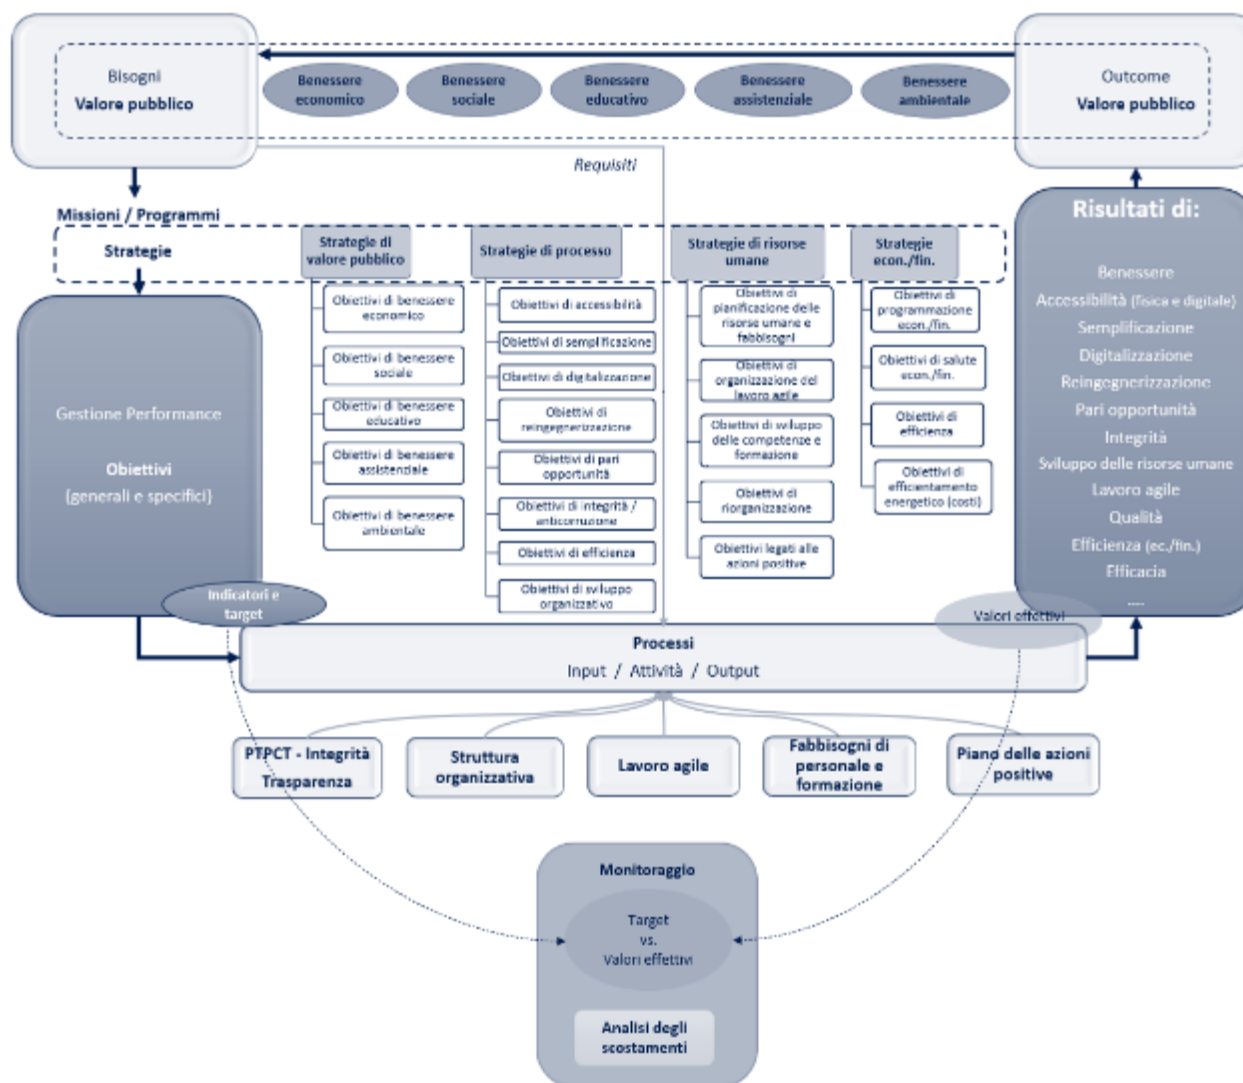 Bisogni
Valore pubblico
Benessere
economico
Benessere
sociale
Benessere
educativo
Benessere
assistenziale
Benessere
ambientale
Outcome
Valore pubblico
Requisiti
Missioni / Programmi
Strategie
Strategie di
valore pubblico
Strategie di processo
Strategie di risorse
umane
Strategie
econ./fin.
Obiettivi di benessere
economico
Obiettivi di benessere
sociale
Obiettivi di benessere
educativo
Obiettivi di benessere
assistenziale
Obiettivi di benessere
ambientale
Obiettivi di accessibilità
Obiettivi di semplificazione
Obiettivi di digitalizzazione
Obiettivi di
reingegnerizzazione
Obiettivi di pari
opportunità
Obiettivi di integrità /
anticorruzione
Obiettivi di efficienza
Obiettivi di sviluppo
organizzativo
Obiettivi di
pianificazione delle
risorse umane e
fabbisogni
Obiettivi di
organizzazione del
lavoro agile
Obiettivi di sviluppo
delle competenze e
formazione
Obiettivi di
riorganizzazione
Obiettivi legati alle
azioni positive
Obiettivi di
programmazione
econ./fin.
Obiettivi di salute
econ./fin.
Obiettivi di
efficienza
Obiettivi di
efficientamento
energetico (costi)
Gestione Performance
Obiettivi
(generali e specifici)
Indicatori e
target
Risultati di:
Benessere
Accessibilità (fisica e digitale)
Semplificazione
Digitalizzazione
Reingegnerizzazione
Pari opportunità
Integrità
Sviluppo delle risorse umane
Lavoro agile
Qualità
Efficienza (ec./fin.)
Efficacia
.....
Valori effettivi
Processi
Input / Attività / Output
PTPCT - Integrità
Trasparenza
Struttura
organizzativa
Lavoro agile
Fabbisogni di
personale e
formazione
Piano delle azioni
positive
Monitoraggio
Target
vs.
Valori effettivi
Analisi degli
scostamenti